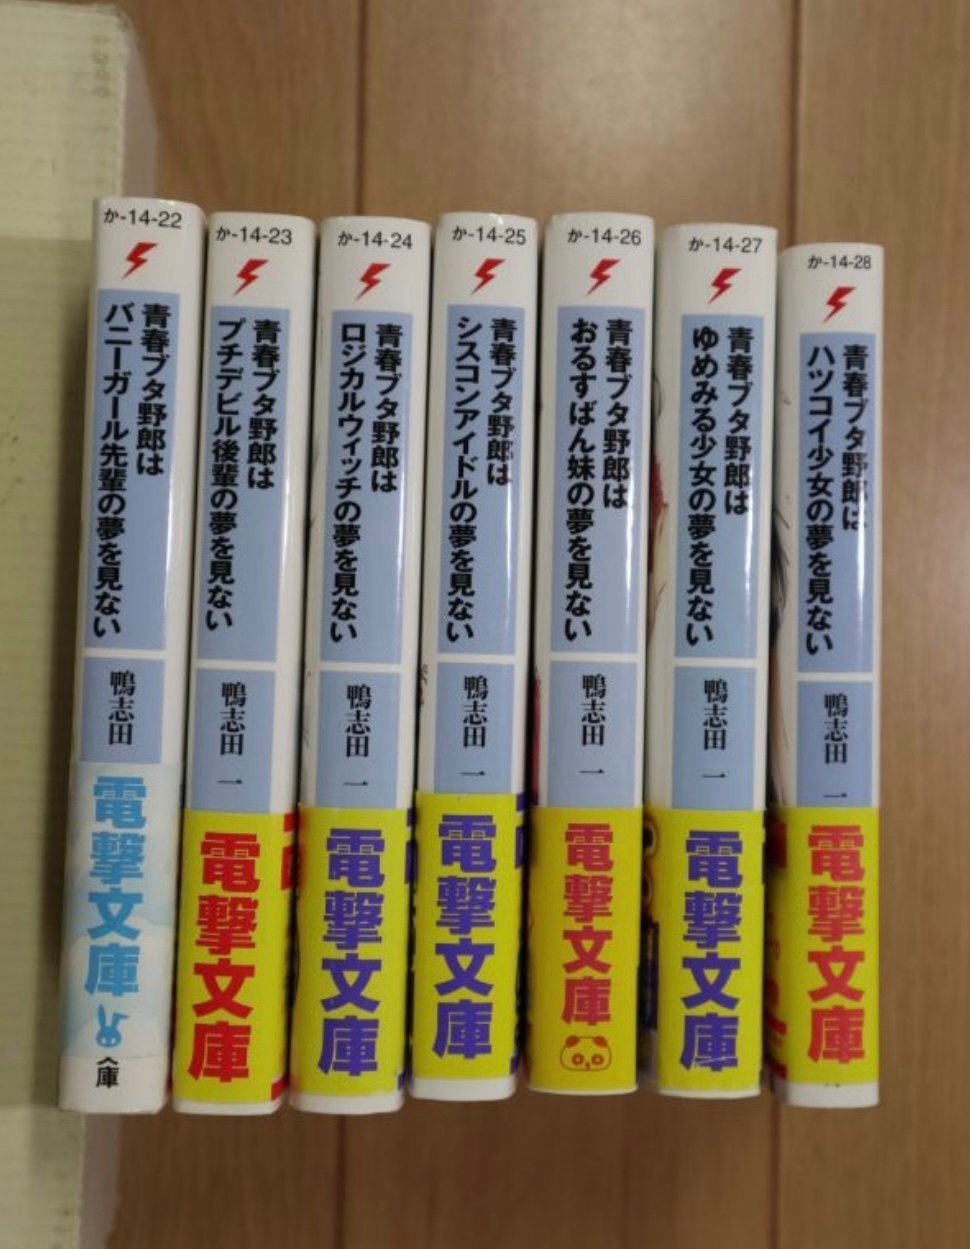 か-14-22
青春ブタ野郎は
バニーガール先輩の夢を見ない
鴨志田
電撃文庫
庫
か-14-23
青春ブタ野郎は
プチデビル後輩の夢を見ない
鴨志田 一
電撃文庫
か-14-24
青春ブタ野郎は
ロジカルウィッチの夢を見ない
鴨志田 一
電撃文庫
か-14-25
青春ブタ野郎は
シスコンアイドルの夢を見ない
鴨志田 一
電撃文庫
か-14-26
青春ブタ野郎は
おるすばん妹の夢を見ない
鴨志田 一
電撃文庫
か-14-27
青春ブタ野郎は
ゆめみる少女の夢を見ない
鴨志田 一
電撃文庫
か-14-28
青春ブタ野郎は
ハツコイ少女の夢を見ない
鴨志田 一
電撃文庫